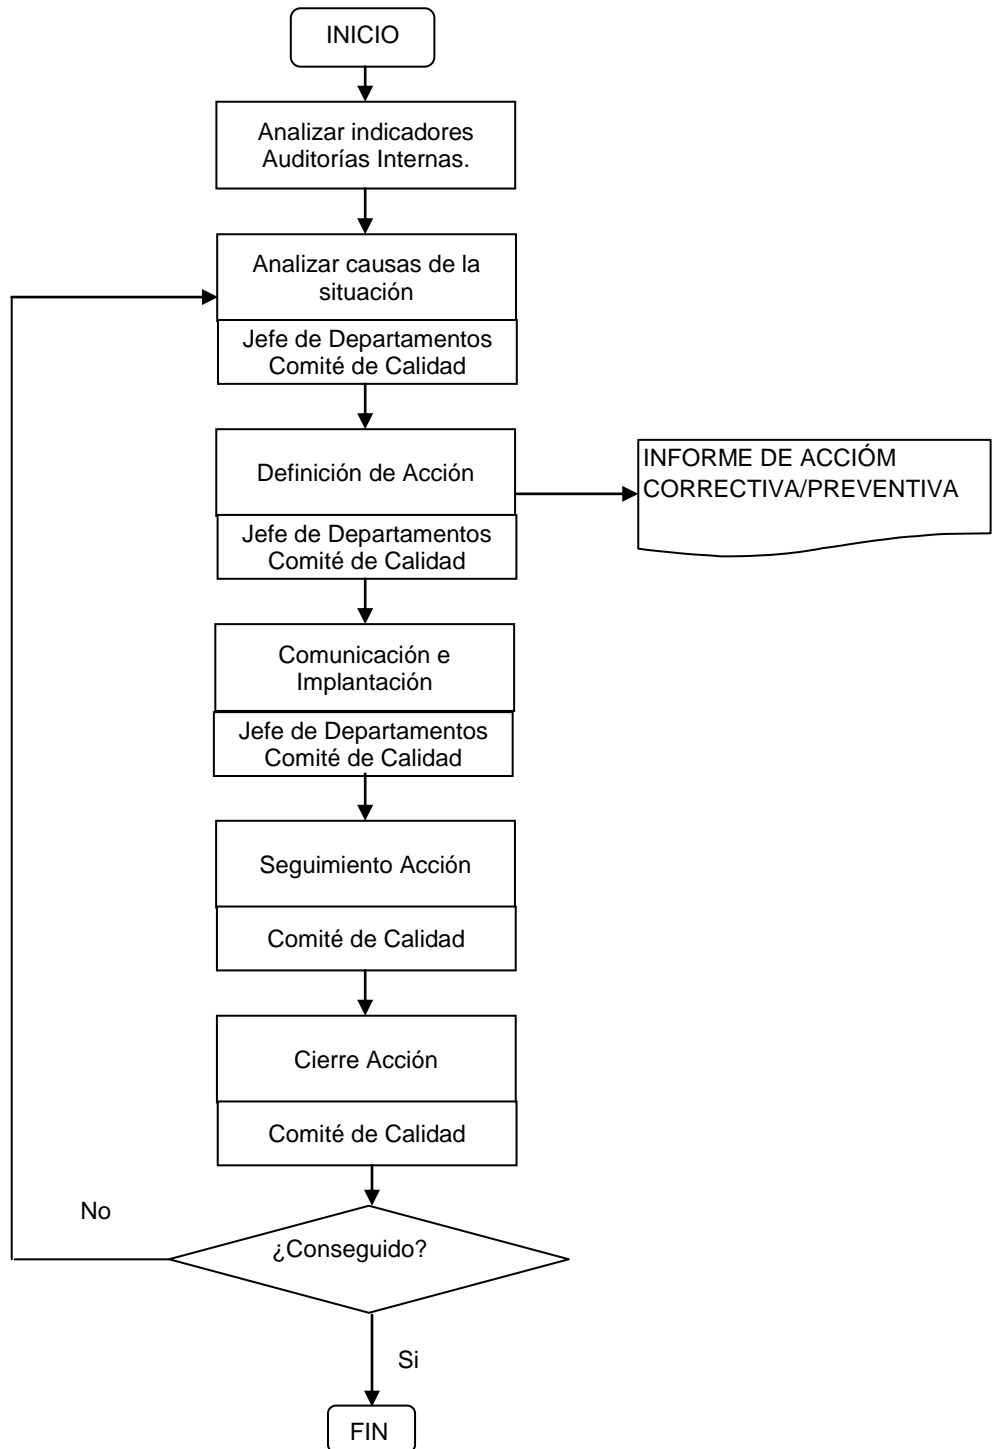 INICIO
Analizar indicadores
Auditorías Internas.
Analizar causas de la
situación
Jefe de Departamentos
Comité de Calidad
Definición de Acción
INFORME DE ACCIÓM
CORRECTIVA/PREVENTIVA
Jefe de Departamentos
Comité de Calidad
Comunicación e
Implantación
Jefe de Departamentos
Comité de Calidad
Seguimiento Acción
Comité de Calidad
Cierre Acción
Comité de Calidad
No
¿Conseguido?
Si
FIN